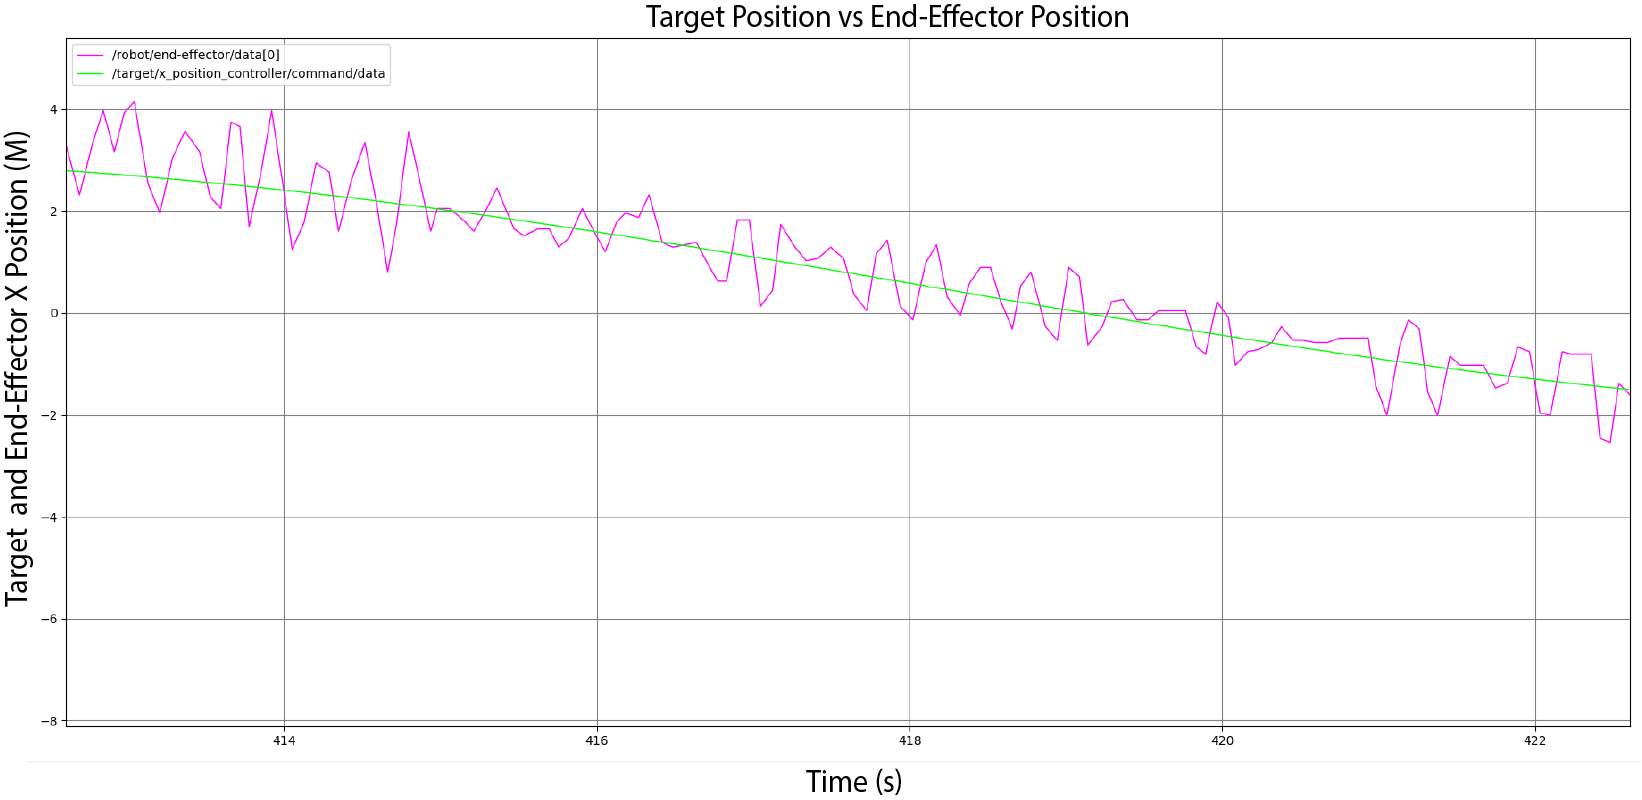 Target Position vs End-Effector Position
/robot/end-effector/data[0]
/target/x_position_controller/command/data
Target  and End-Effector X Position (M)
4
2
0
−2
−4
−6
−8
414
416
418
420
422
Time (s)